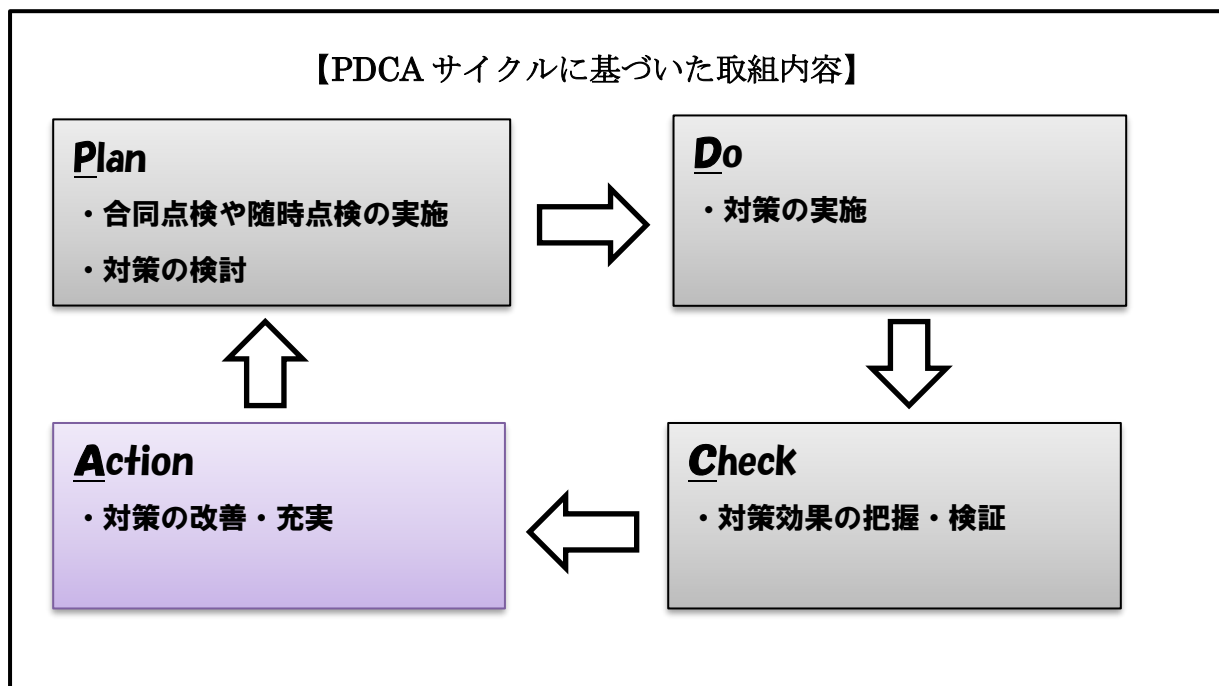 【PDCA サイクルに基づいた取組内容】
Plan
・合同点検や随時点検の実施
・対策の検討
Do
・対策の実施
Action
・対策の改善・充実
Check
・対策効果の把握・検証